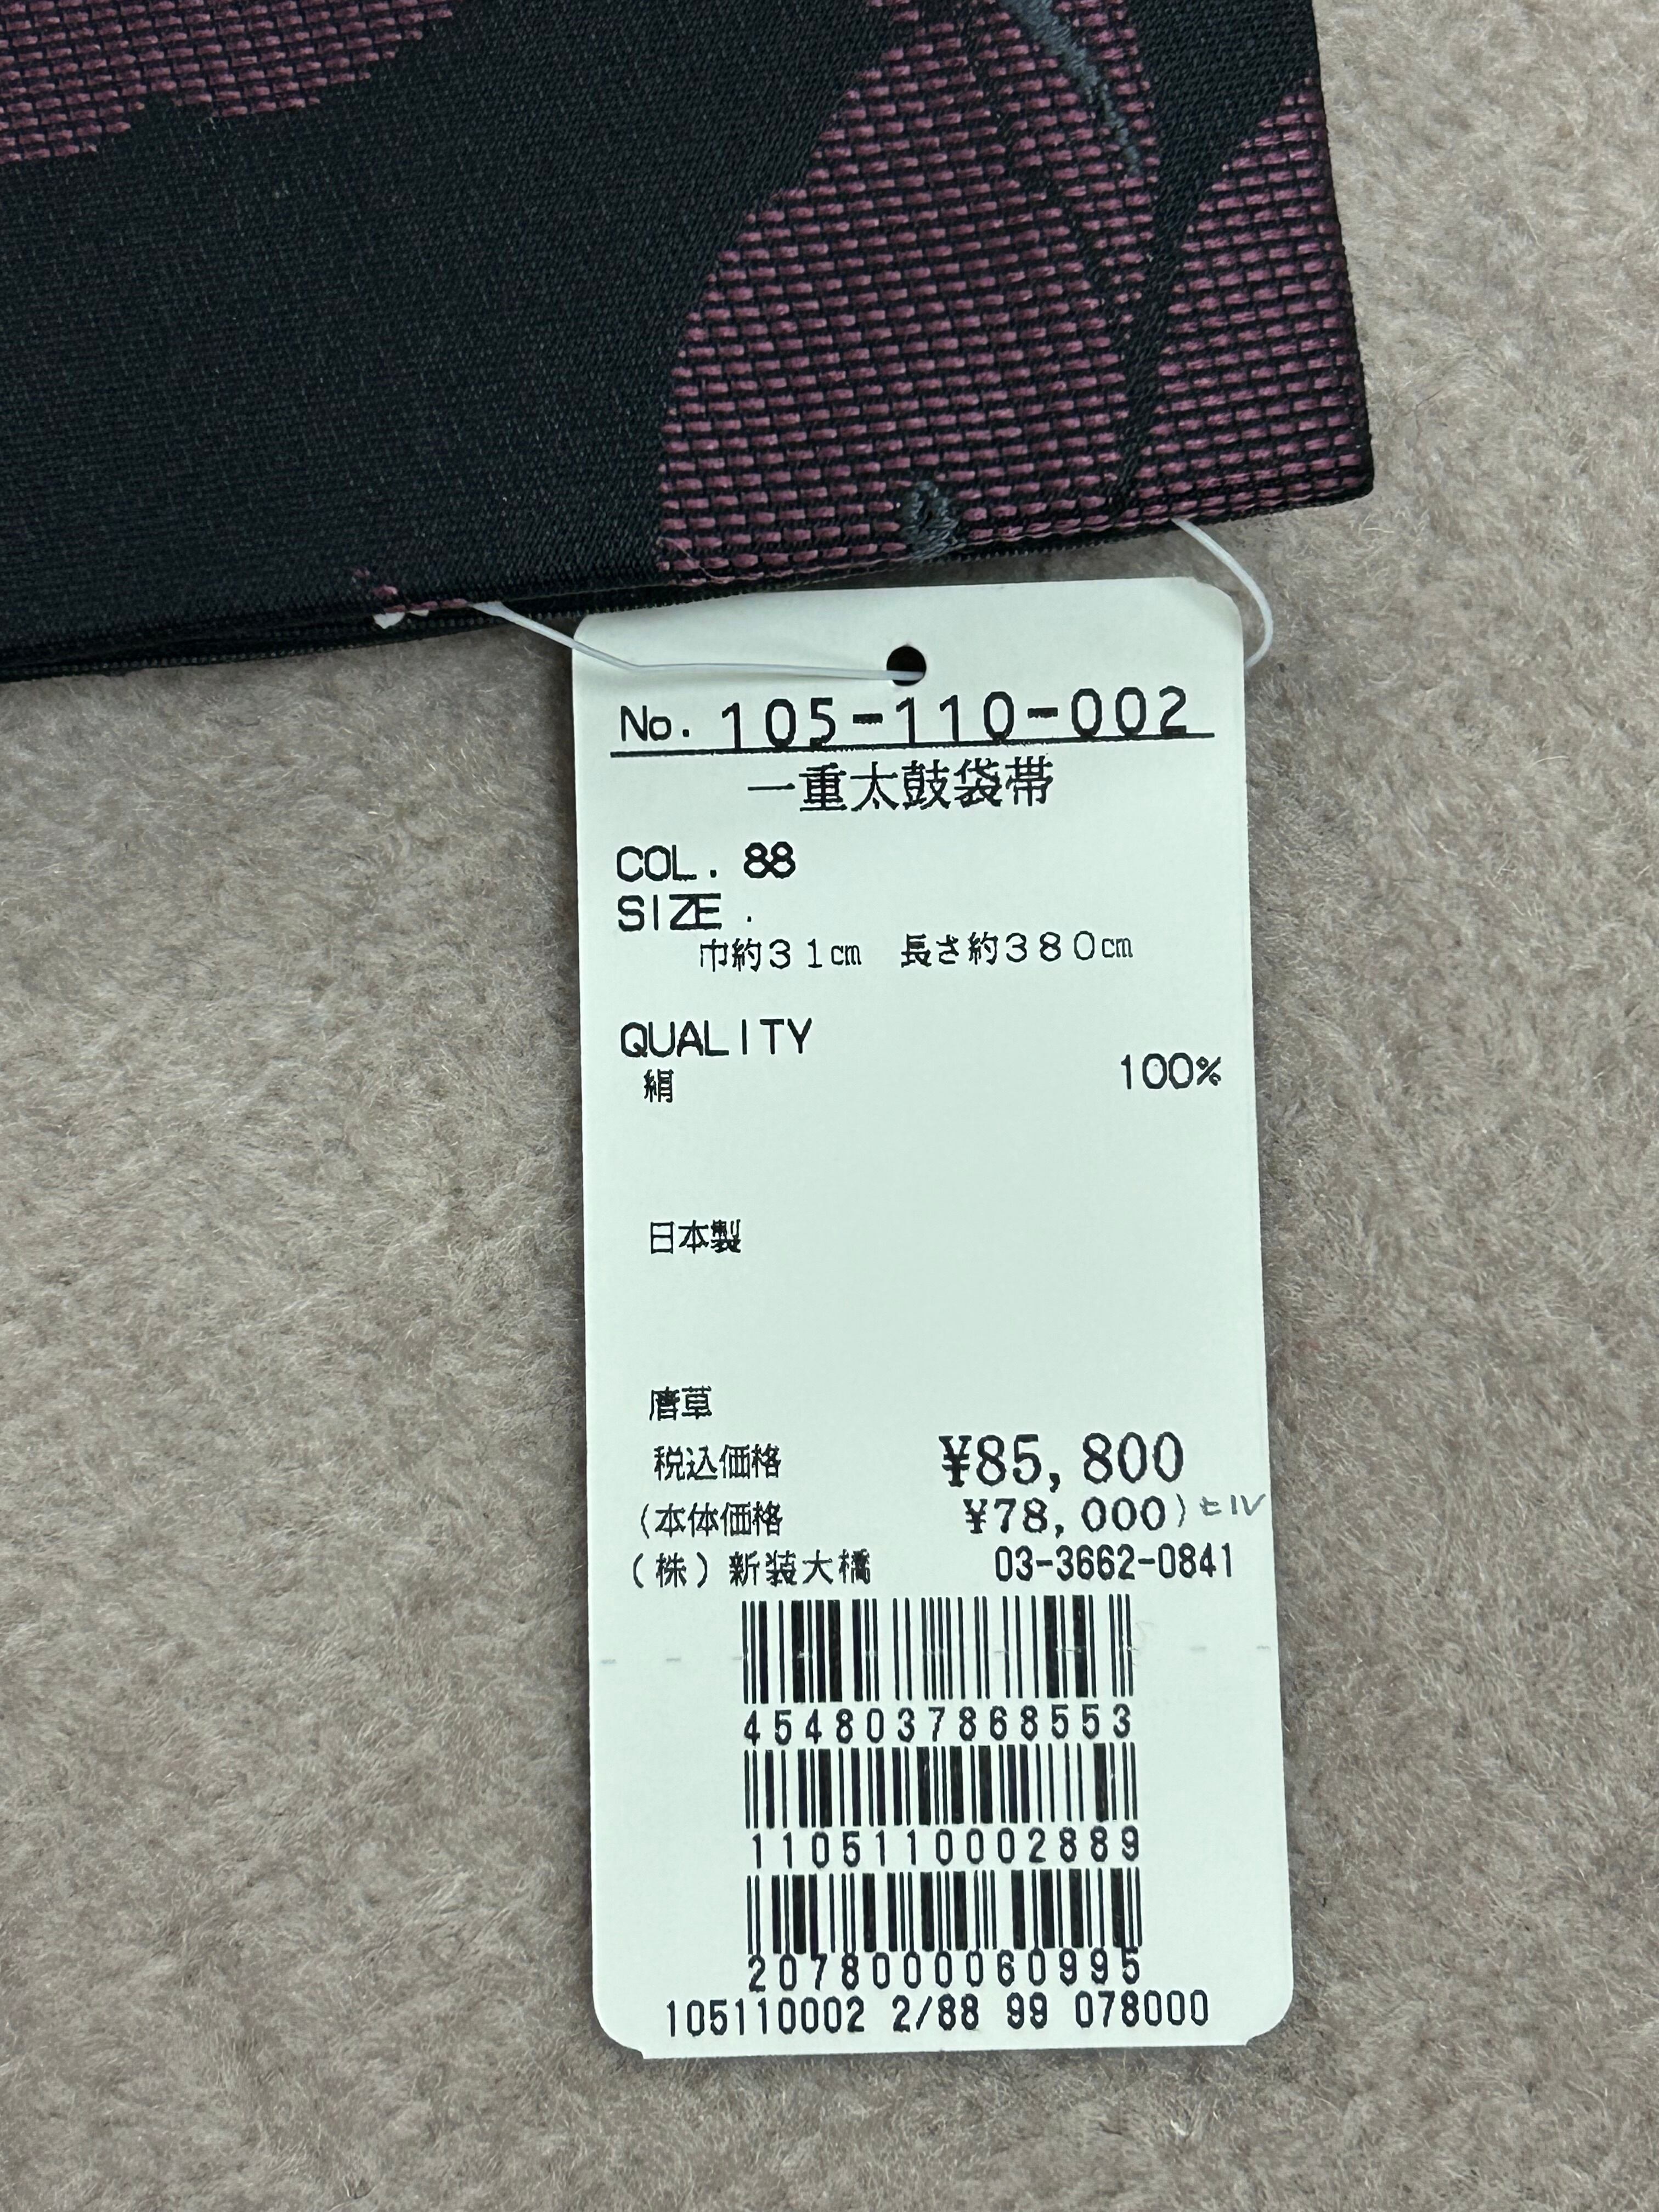 No. 105-110-002
一重太鼓袋帯
COL. 88
SIZE .
巾約31㎝ 長さ約380㎝
QUALITY
絹 100%
日本製
唐草
税込価格 ¥85,800
(本体価格 ¥78,000)
(株)新装大橋 03-3662-0841
4548037868553
1105110002889
2078000060995
105110002 2/88 99 078000